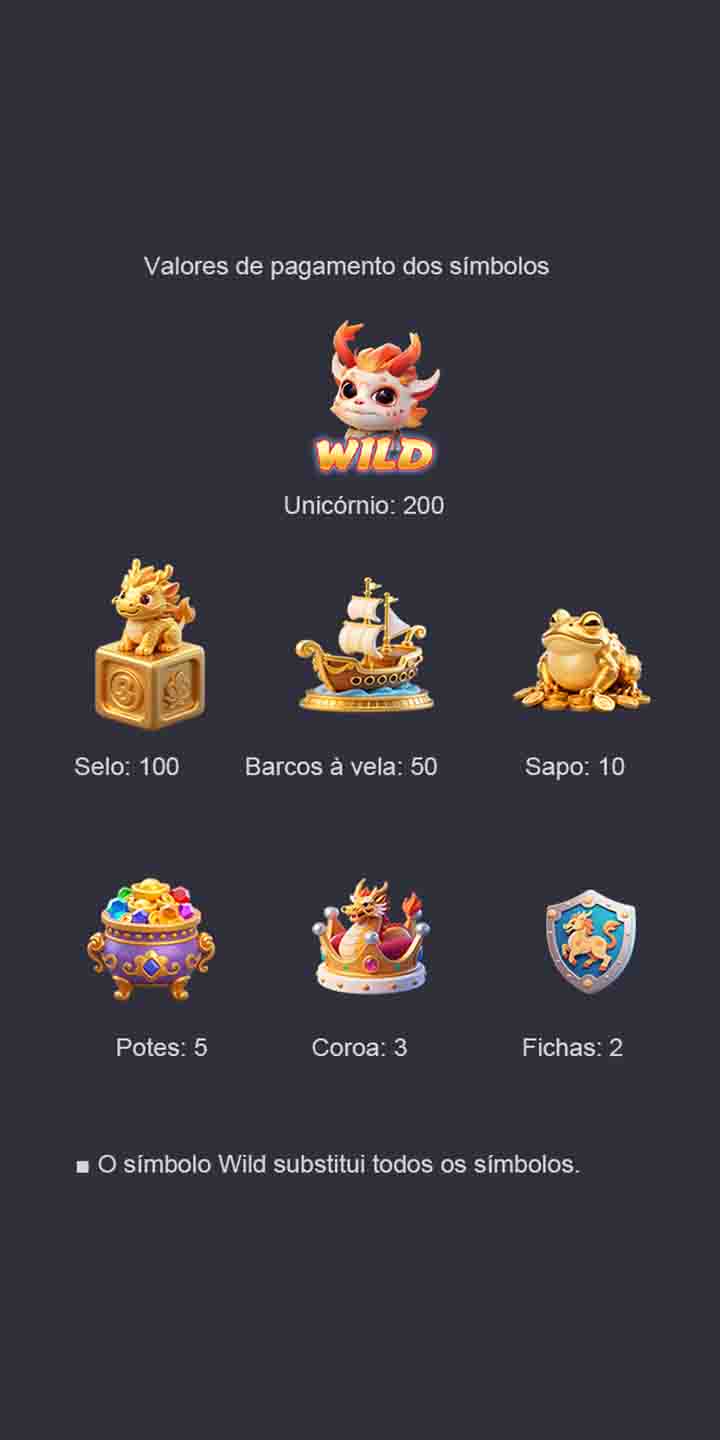 Valores de pagamento dos símbolos
WILD
Unicórnio: 200
Selo: 100
Barcos à vela: 50
Sapo: 10
Potes: 5
Coroa: 3
Fichas: 2
■ O símbolo Wild substitui todos os símbolos.